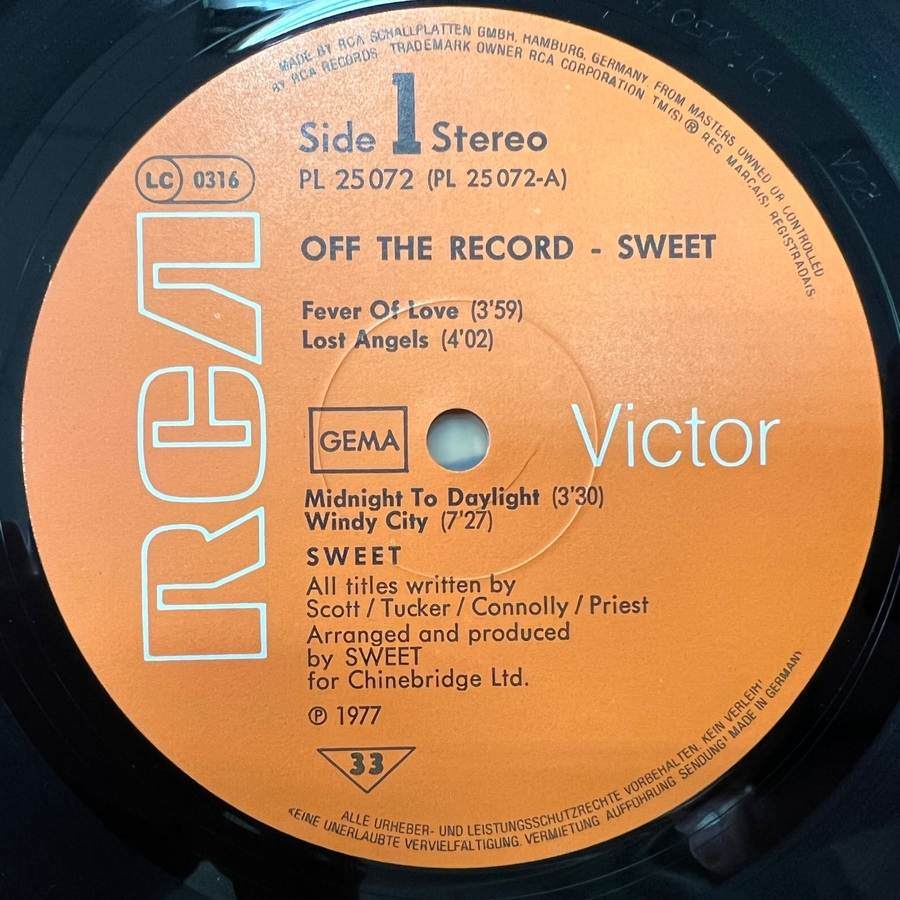 MADE BY RCA SCHALLPLATTEN GMBH, HAMBURG, GERMANY, FROM MASTERS OWNED OR CONTROLLED
BY RCA RECORDS. TRADEMARK OWNER RCA CORPORATION TM(S) ® REG MARCA(S) REGISTRADA(S)
Side 1 Stereo
PL 25072 (PL 25072-A)
LC 0316
OFF THE RECORD - SWEET
Fever Of Love (3'59)
Lost Angels (4'02)
RCA
GEMA
Victor
Midnight To Daylight (3'30)
Windy City (7'27)
SWEET
All titles written by
Scott / Tucker / Connolly / Priest
Arranged and produced
by SWEET
for Chinebridge Ltd.
℗ 1977
33
ALLE URHEBER- UND LEISTUNGSSCHUTZRECHTE VORBEHALTEN. KEIN VERLEIH!
KEINE UNERLAUBTE VERVIELFÄLTIGUNG, VERMIETUNG AUFFÜHRUNG SENDUNG! MADE IN GERMANY